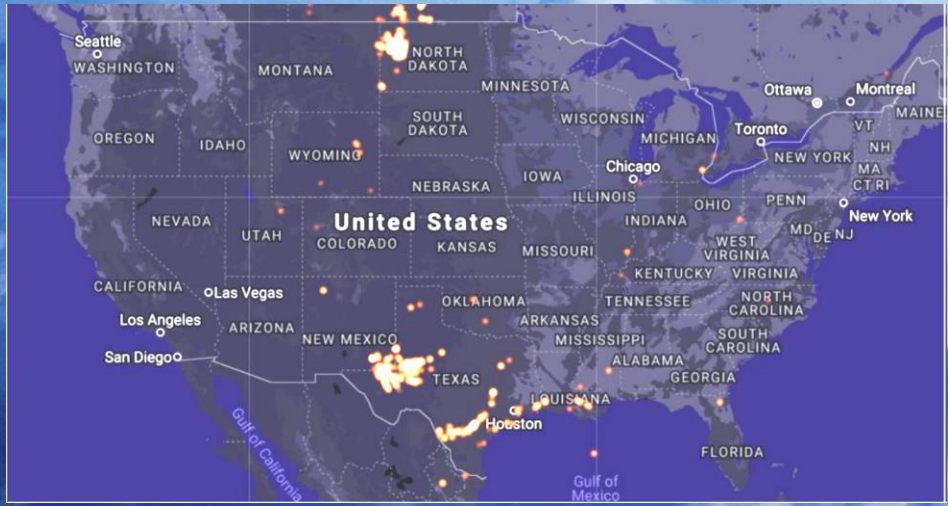 Seattle
WASHINGTON
MONTANA
NORTH
DAKOTA
MINNESOTA
Ottawa
Montreal
MAINE
VT
OREGON
IDAHO
WYOMING
SOUTH
DAKOTA
WISCONSIN
MICHIGAN
Toronto
NH
NEW YORK
MA
CT RI
Chicago
IOWA
NEBRASKA
ILLINOIS
INDIANA
OHIO
PENN
New York
NEVADA
UTAH
United States
COLORADO
KANSAS
MISSOURI
WEST
VIRGINIA
MD
DE
NJ
KENTUCKY
VIRGINIA
CALIFORNIA
Las Vegas
OKLAHOMA
TENNESSEE
NORTH
CAROLINA
Los Angeles
ARIZONA
NEW MEXICO
ARKANSAS
MISSISSIPPI
SOUTH
CAROLINA
San Diego
TEXAS
ALABAMA
GEORGIA
LOUISIANA
Houston
Gulf of California
FLORIDA
Gulf of
Mexico